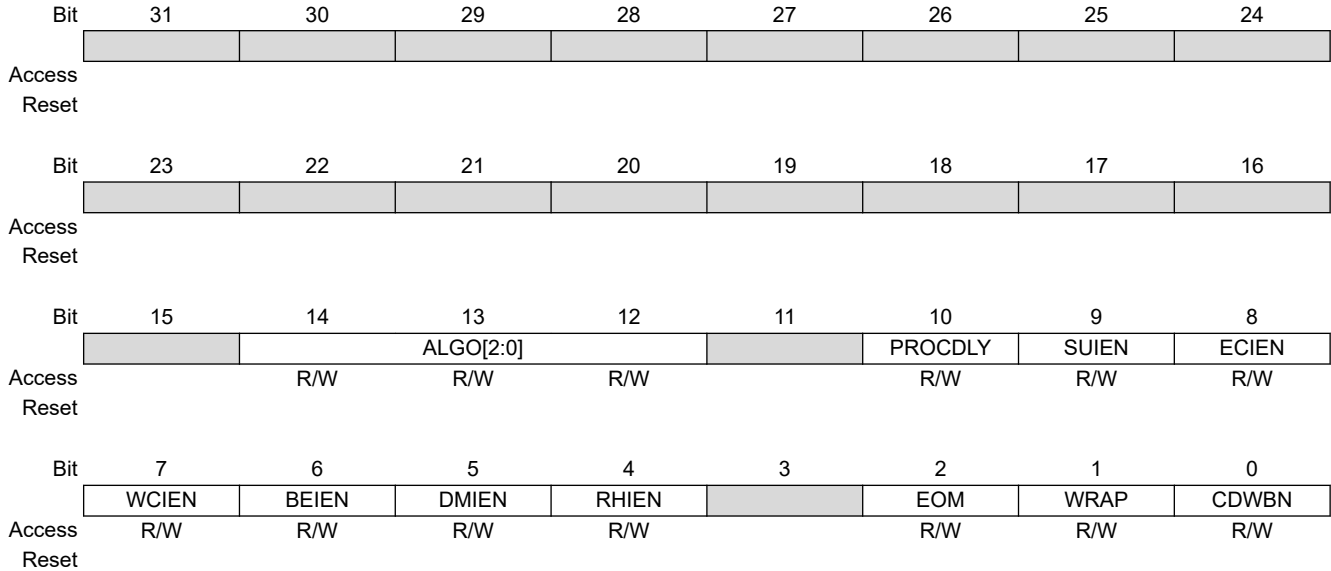 Bit 31 30 29 28 27 26 25 24
Access
Reset
Bit 23 22 21 20 19 18 17 16
Access
Reset
Bit 15 14 13 12 11 10 9 8
ALGO[2:0] PROCDLY SUIEN ECIEN
Access R/W R/W R/W R/W R/W R/W
Reset
Bit 7 6 5 4 3 2 1 0
WCIEN BEIEN DMIEN RHIEN EOM WRAP CDWBN
Access R/W R/W R/W R/W R/W R/W R/W
Reset